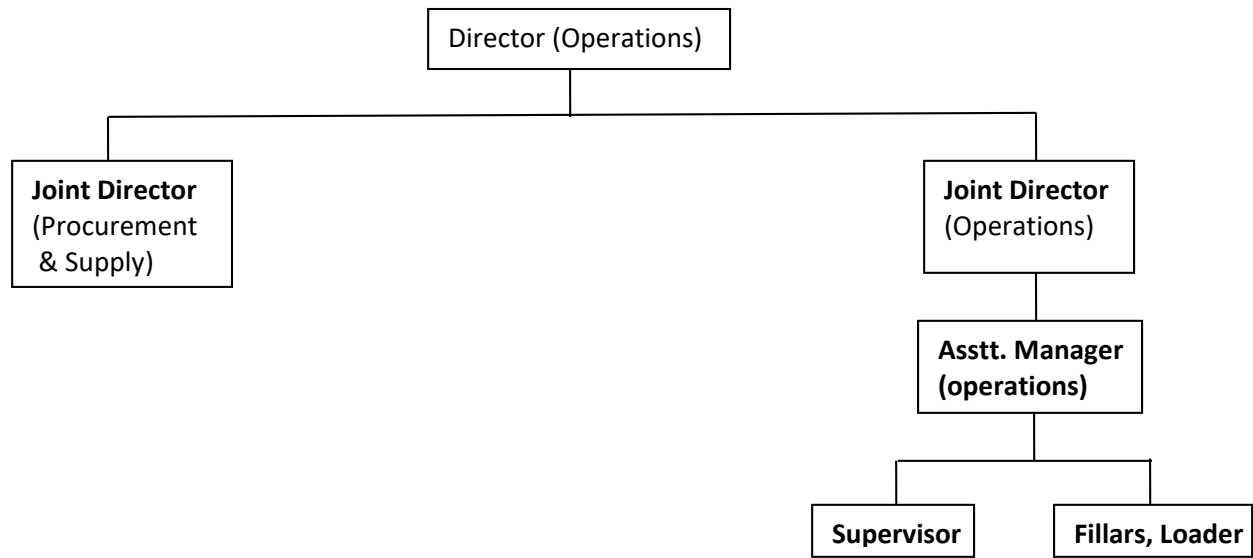 Director (Operations)
Joint Director
(Procurement
& Supply)
Joint Director
(Operations)
Asstt. Manager
(operations)
Supervisor
Fillars, Loader